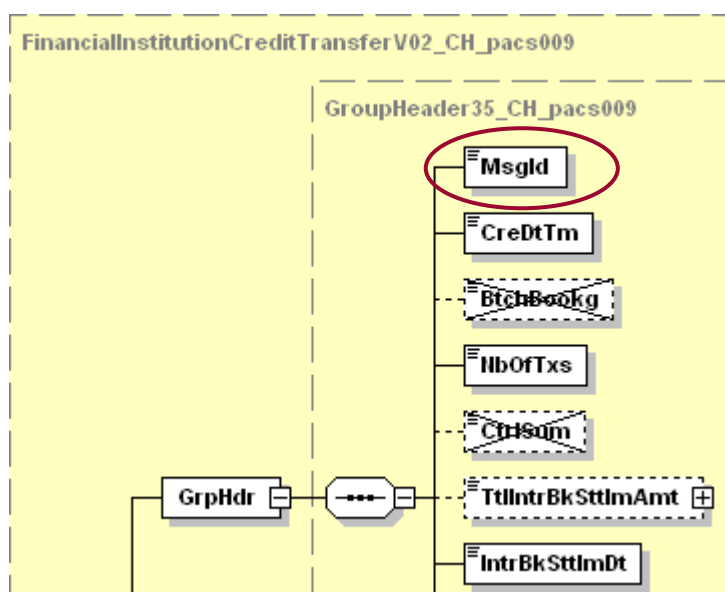 FinancialInstitutionCreditTransferV02_CH_pacs009
GroupHeader35_CH_pacs009
MsgId
CreDtTm
BtchBookg
NbOfTxs
CtrlSum
GrpHdr
TtlIntrBkSttlmAmt
IntrBkSttlmDt